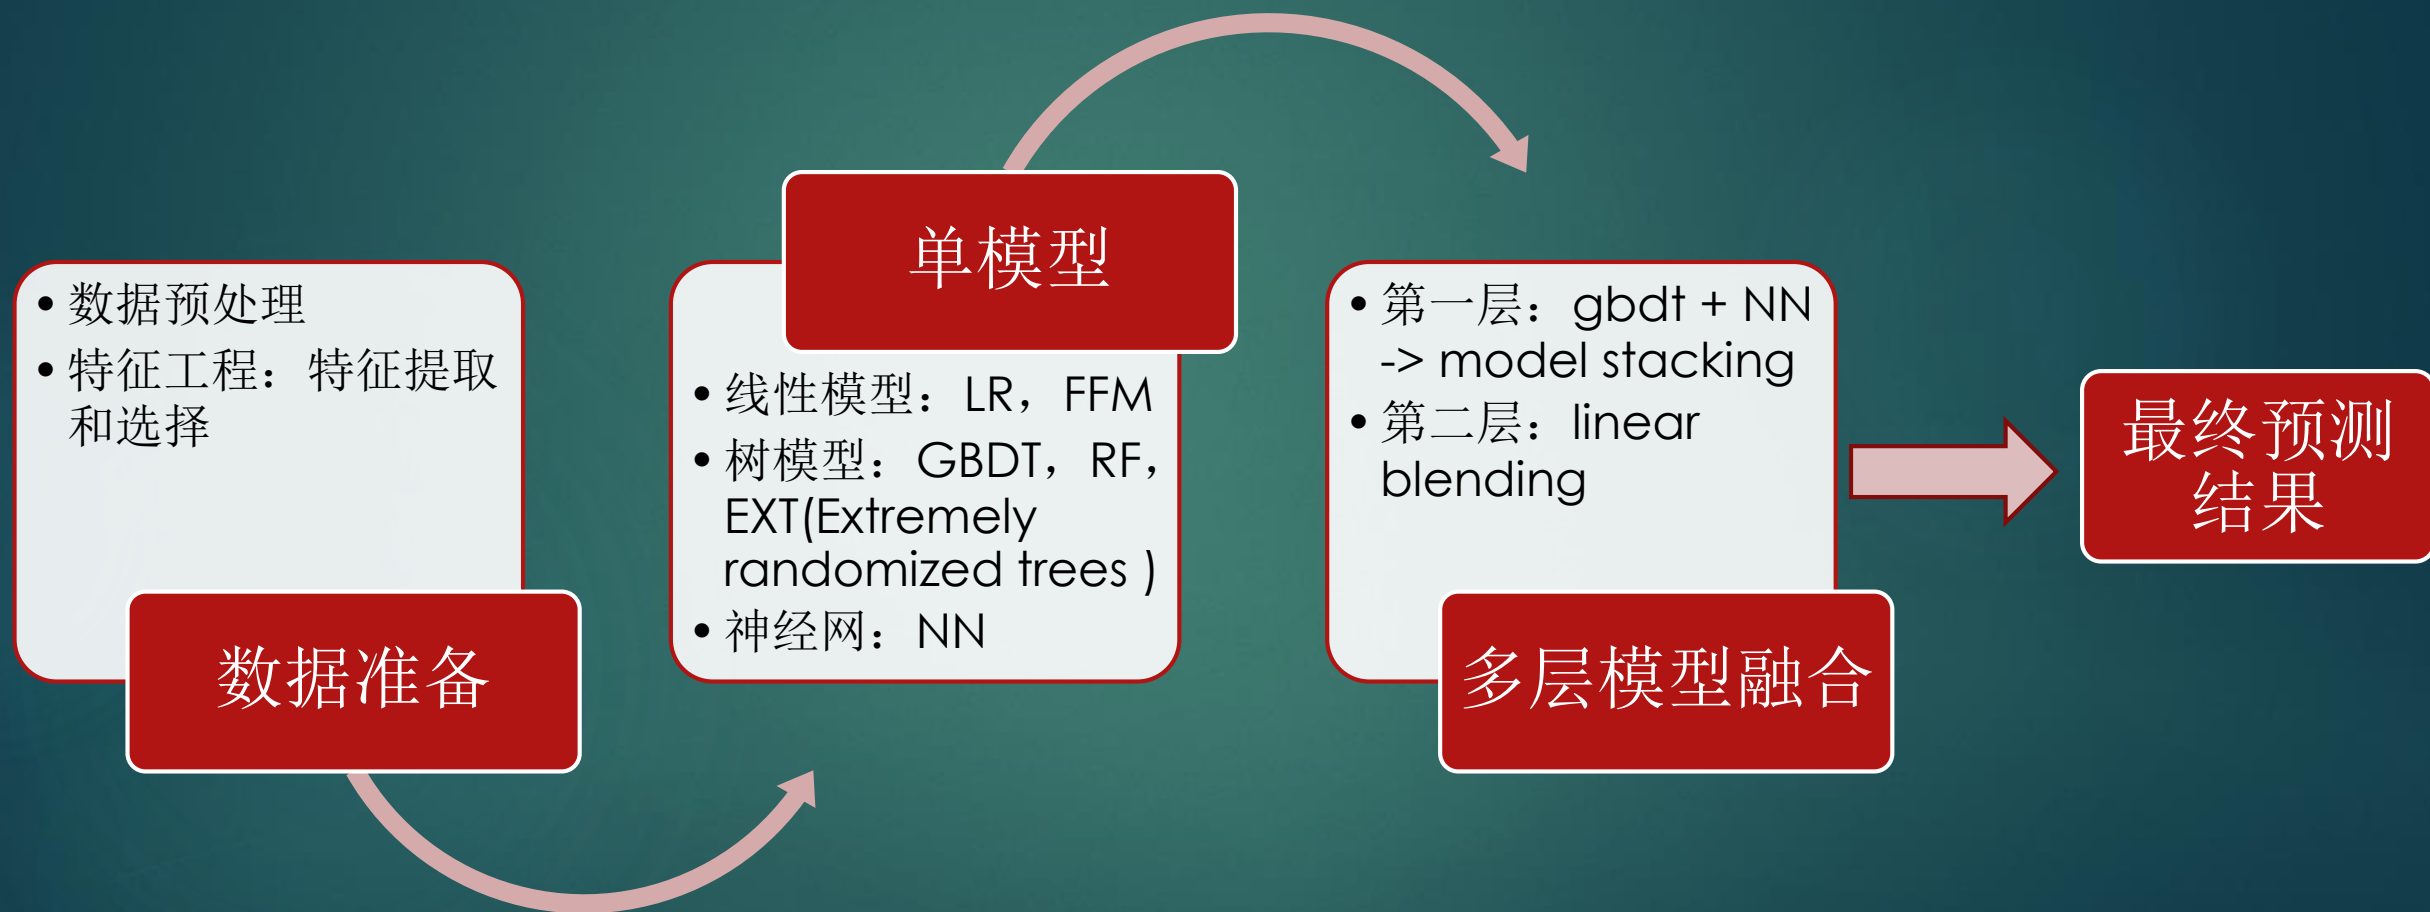 • 数据预处理
• 特征工程：特征提取
和选择
数据准备
单模型
• 线性模型：LR，FFM
• 树模型：GBDT，RF，
EXT(Extremely
randomized trees )
• 神经网：NN
• 第一层：gbdt + NN
-> model stacking
• 第二层：linear
blending
多层模型融合
最终预测
结果